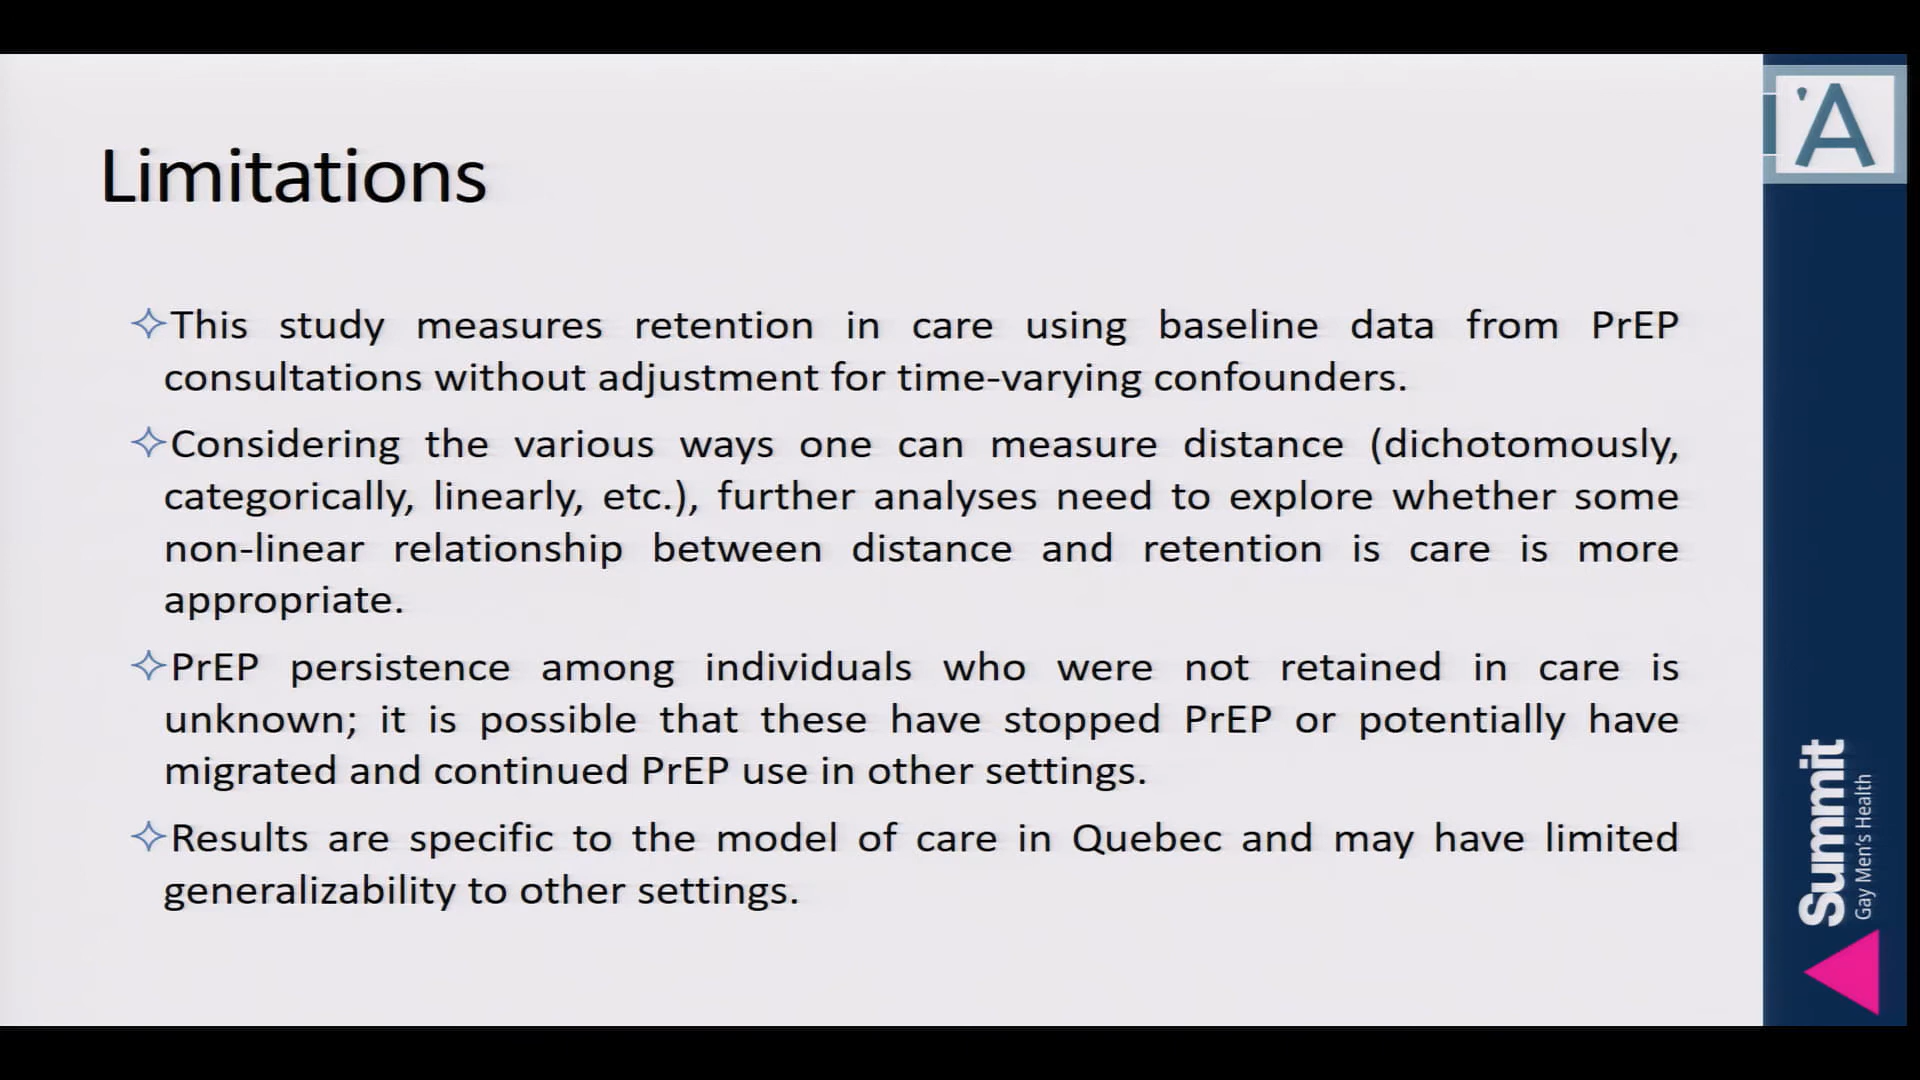 Limitations
This study measures retention in care using baseline data from PrEP
consultations without adjustment for time-varying confounders.
Considering the various ways one can measure distance (dichotomously,
categorically, linearly, etc.), further analyses need to explore whether some
non-linear relationship between distance and retention is care is more
appropriate.
PrEP persistence among individuals who were not retained in care is
unknown; it is possible that these have stopped PrEP or potentially have
migrated and continued PrEP use in other settings.
Results are specific to the model of care in Quebec and may have limited
generalizability to other settings.
'A
Summit
Gay Men's Health